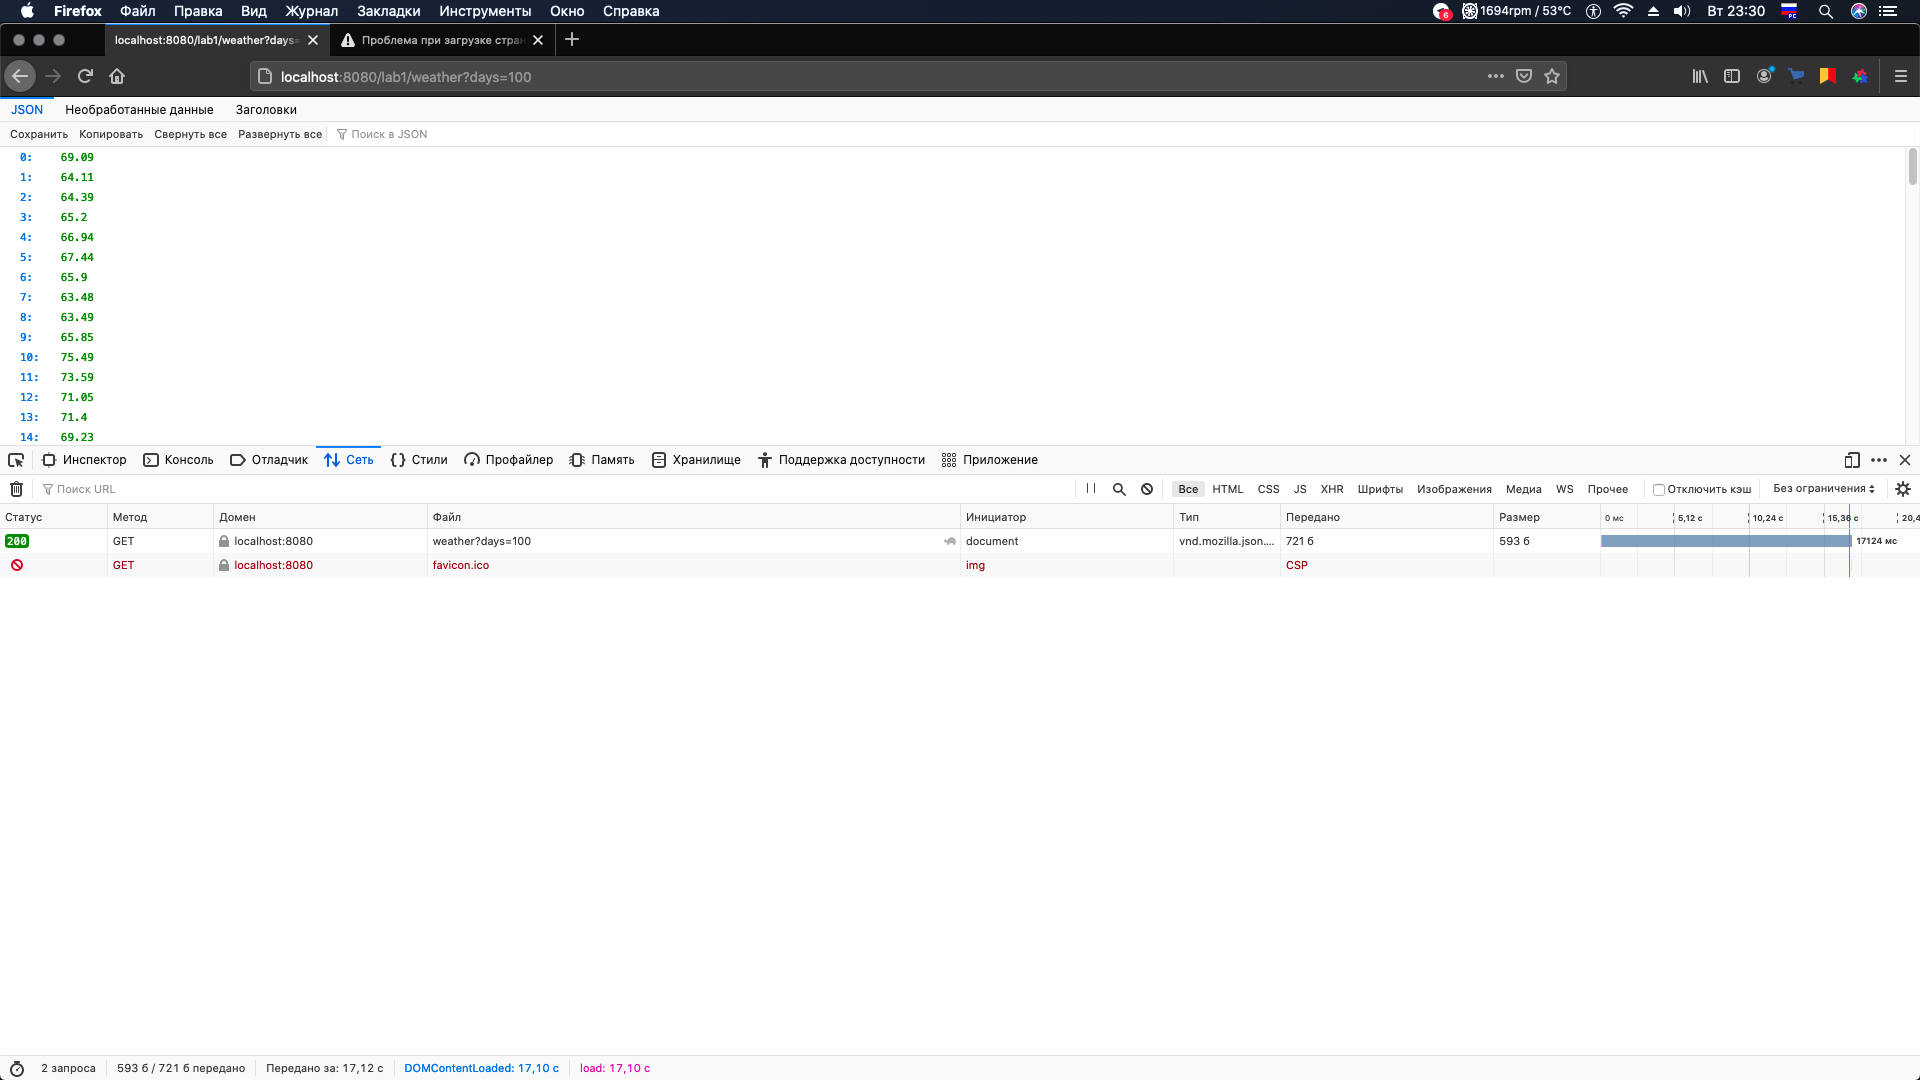 Firefox Файл Правка Вид Журнал Закладки Инструменты Окно Справка
6 1694rpm / 53°C РС Вт 23:30
localhost:8080/lab1/weather?days= Проблема при загрузке стран
localhost:8080/lab1/weather?days=100
JSON Необработанные данные Заголовки
Сохранить Копировать Свернуть все Развернуть все Поиск в JSON
0: 69.09
1: 64.11
2: 64.39
3: 65.2
4: 66.94
5: 67.44
6: 65.9
7: 63.48
8: 63.49
9: 65.85
10: 75.49
11: 73.59
12: 71.05
13: 71.4
14: 69.23
Инспектор Консоль Отладчик Сеть Стили Профайлер Память Хранилище Поддержка доступности Приложение
Поиск URL Все HTML CSS JS XHR Шрифты Изображения Медиа WS Прочее Отключить кэш Без ограничения
Статус Метод Домен Файл Инициатор Тип Передано Размер 0 мс 5,12 с 10,24 с 15,36 с 20,4
200 GET localhost:8080 weather?days=100 document vnd.mozilla.json.... 721 б 593 б 17124 мс
GET localhost:8080 favicon.ico img CSP
2 запроса 593 б / 721 б передано Передано за: 17,12 с DOMContentLoaded: 17,10 с load: 17,10 с